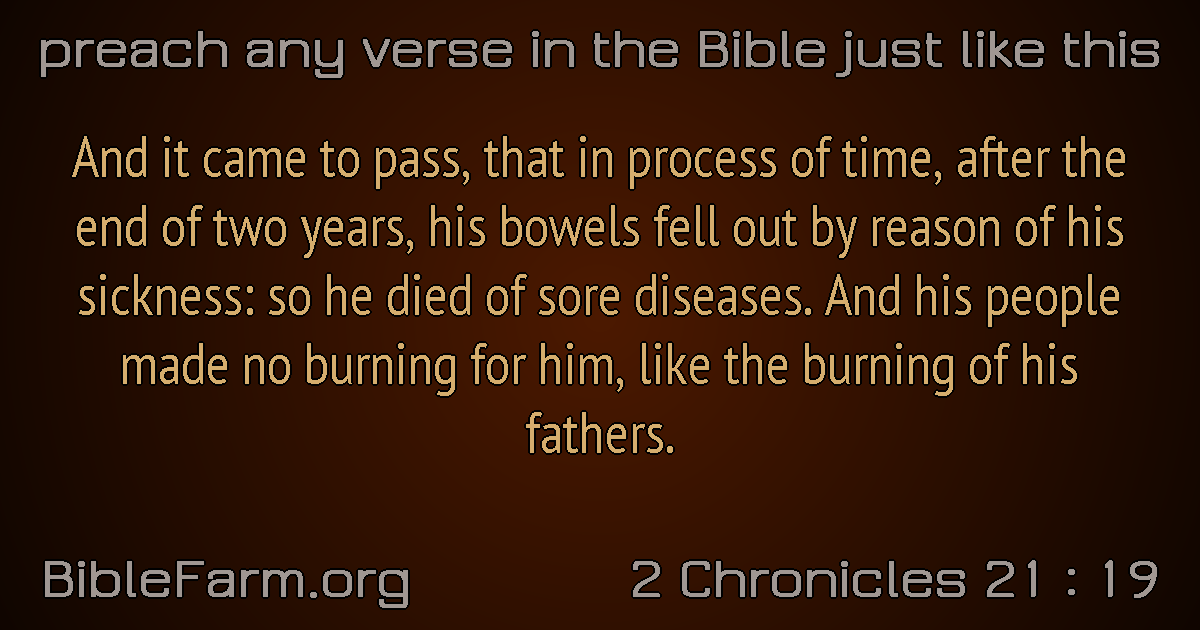 preach any verse in the Bible just like this
And it came to pass, that in process of time, after the
end of two years, his bowels fell out by reason of his
sickness: so he died of sore diseases. And his people
made no burning for him, like the burning of his
fathers.
BibleFarm.org
2 Chronicles 21 : 19